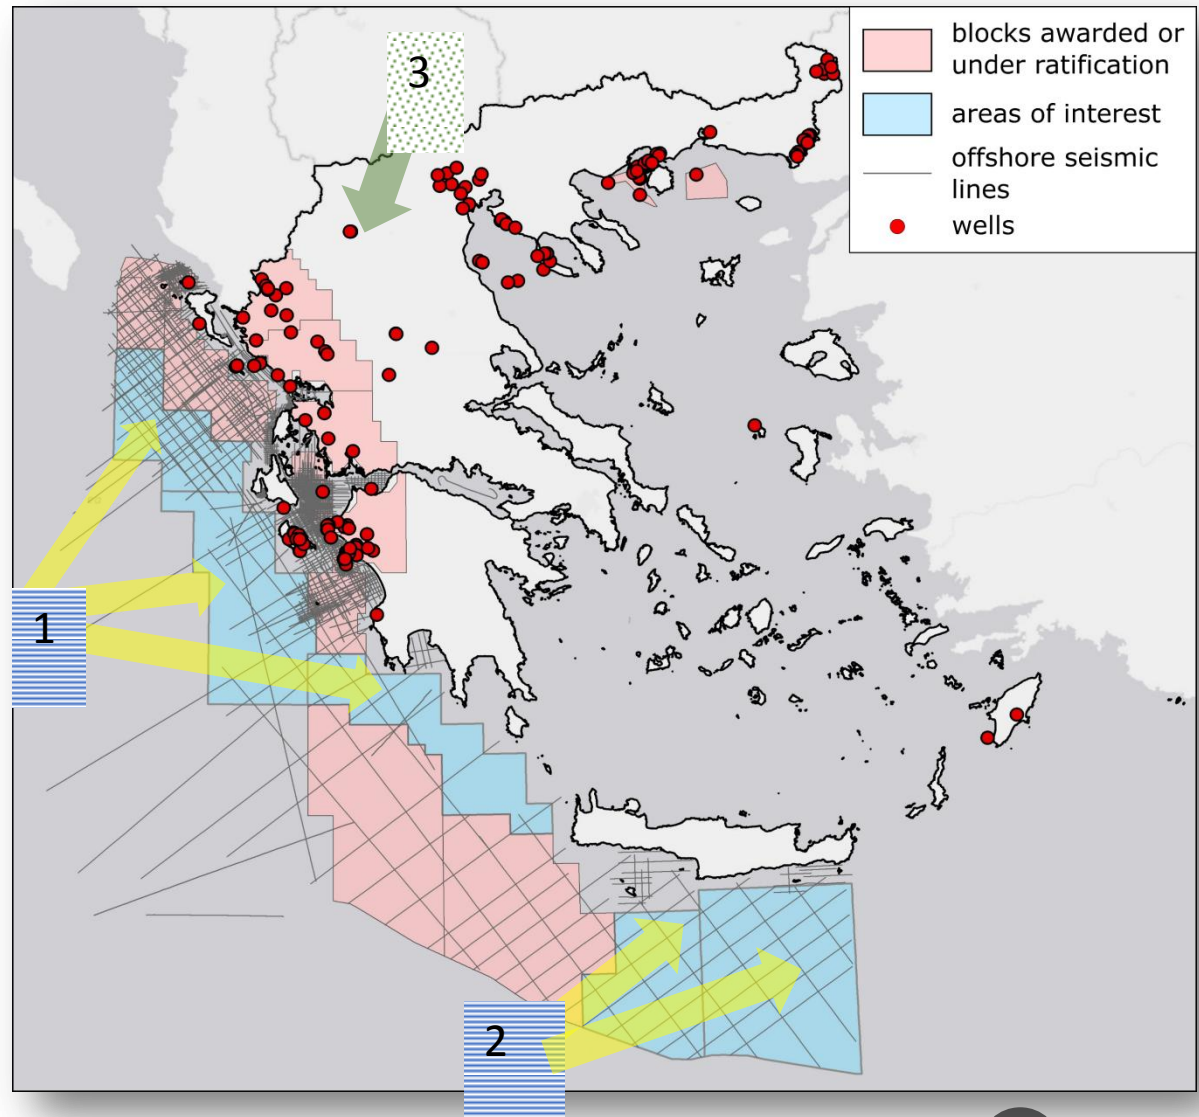 3
blocks awarded or
under ratification
areas of interest
offshore seismic
lines
wells
1
2